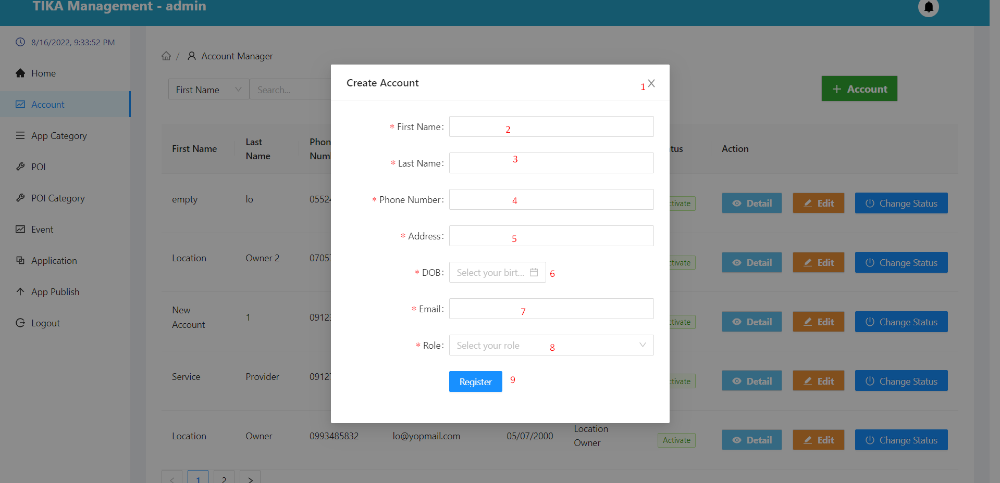 TIKA Management - admin
8/16/2022, 9:33:52 PM
Home
Account
App Category
POI
POI Category
Event
Application
App Publish
Logout
/ Account Manager
First Name
Search...
+ Account
First Name
Last
Name
Phon
Num
tus
Action
empty
lo
0552
ctivate
Detail
Edit
Change Status
Location
Owner 2
0705
ctivate
Detail
Edit
Change Status
New
Account
1
0912
ctivate
Detail
Edit
Change Status
Service
Provider
0912
ctivate
Detail
Edit
Change Status
Location
Owner
0993485832
lo@yopmail.com
05/07/2000
Location
Owner
Activate
Detail
Edit
Change Status
< 1 2 >
Create Account
1 X
* First Name:
2
* Last Name:
3
* Phone Number:
4
* Address:
5
* DOB: Select your birt...
6
* Email:
7
* Role: Select your role
8
Register
9